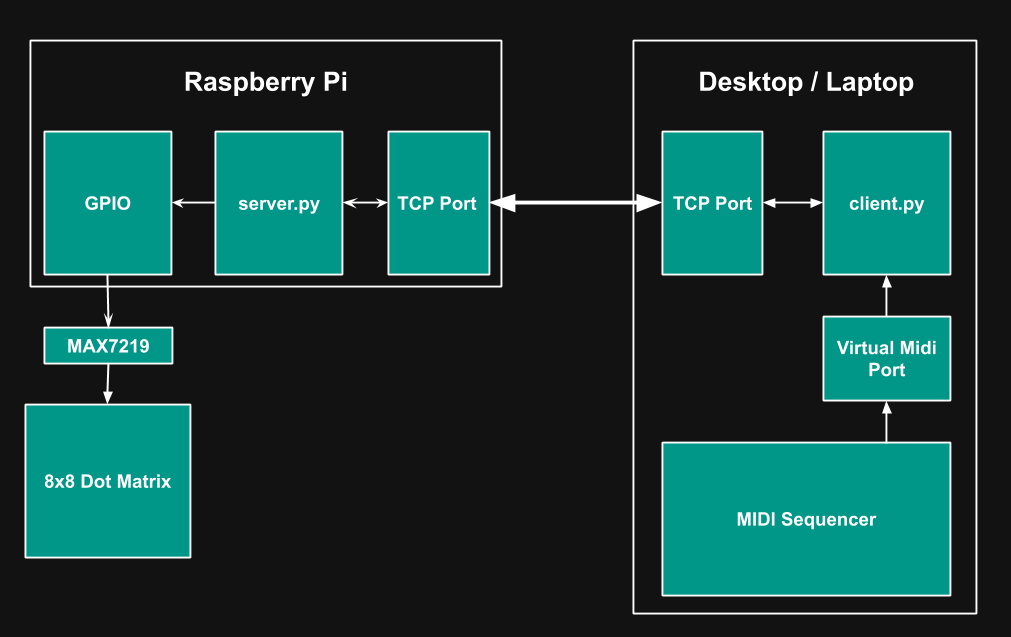 Raspberry Pi
Desktop / Laptop
GPIO
server.py
TCP Port
TCP Port
client.py
MAX7219
Virtual Midi
Port
8x8 Dot Matrix
MIDI Sequencer